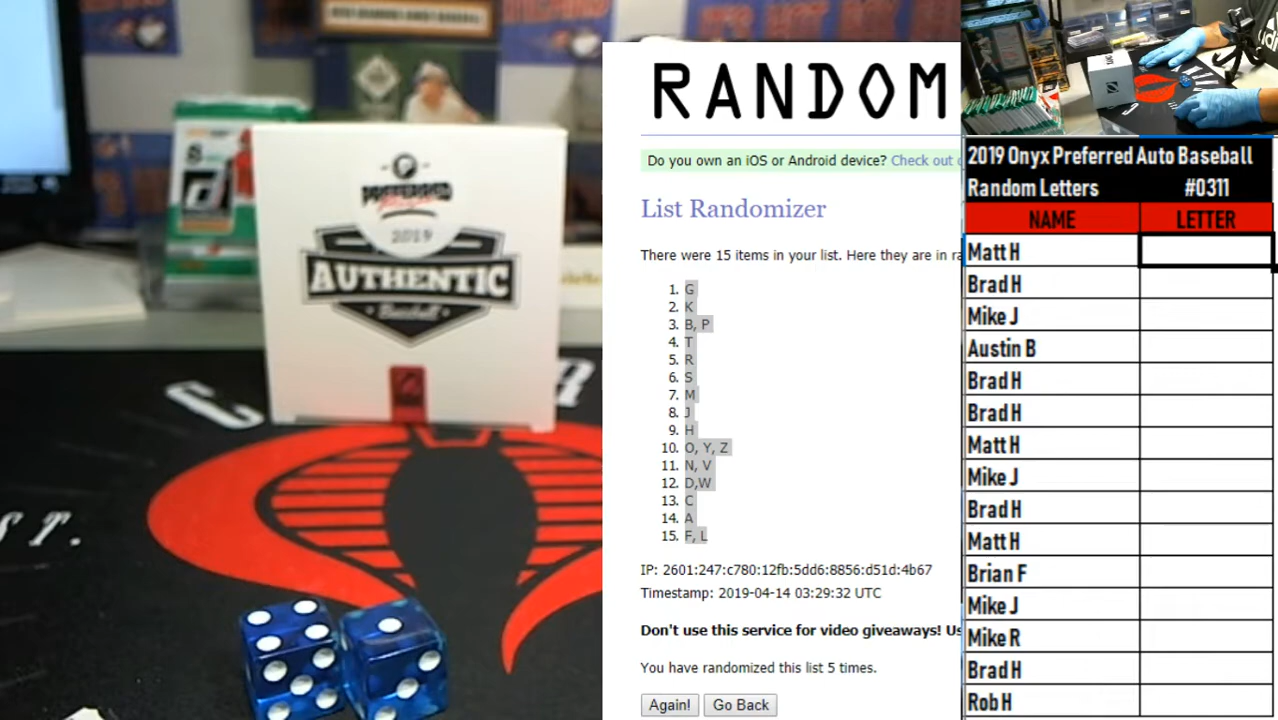 PREFERRED
2019
AUTHENTIC
Baseball
ST.
RANDOM
Do you own an iOS or Android device? Check out
List Randomizer
There were 15 items in your list. Here they are in ra
1. G
2. K
3. B, P
4. T
5. R
6. S
7. M
8. J
9. H
10. O, Y, Z
11. N, V
12. D,W
13. C
14. A
15. F, L
IP: 2601:247:c780:12fb:5dd6:8856:d51d:4b67
Timestamp: 2019-04-14 03:29:32 UTC
Don't use this service for video giveaways! Us
You have randomized this list 5 times.
Again! Go Back
2019 Onyx Preferred Auto Baseball
Random Letters #0311
NAME LETTER
Matt H
Brad H
Mike J
Austin B
Brad H
Brad H
Matt H
Mike J
Brad H
Matt H
Brian F
Mike J
Mike R
Brad H
Rob H